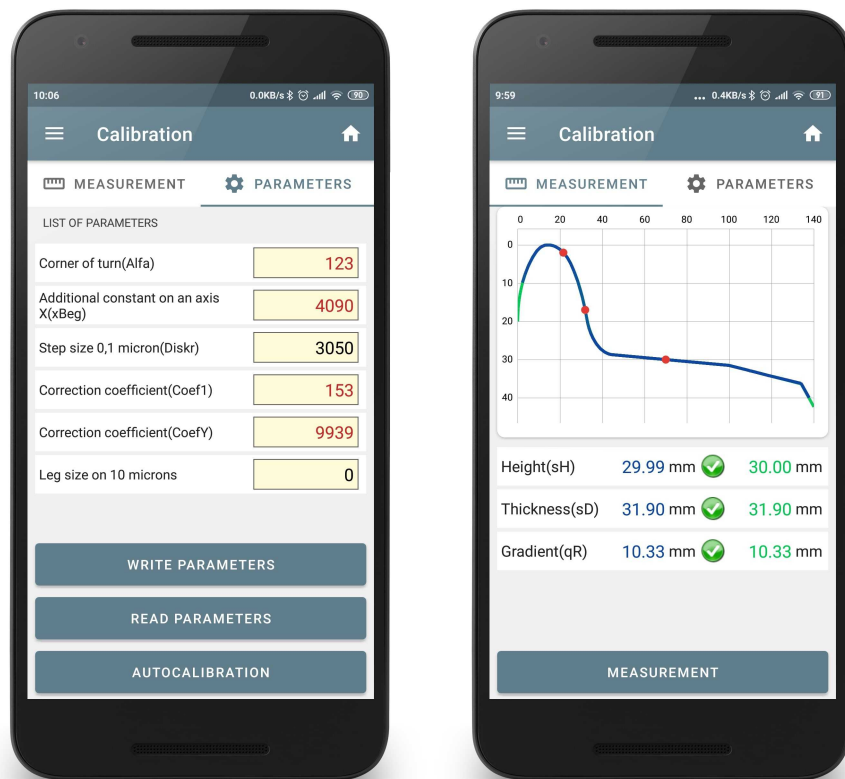 10:06
0.0KB/s 90
Calibration
MEASUREMENT PARAMETERS
LIST OF PARAMETERS
Corner of turn(Alfa) 123
Additional constant on an axis
X(xBeg) 4090
Step size 0,1 micron(Diskr) 3050
Correction coefficient(Coef1) 153
Correction coefficient(CoefY) 9939
Leg size on 10 microns 0
WRITE PARAMETERS
READ PARAMETERS
AUTOCALIBRATION
9:59
... 0.4KB/s 91
Calibration
MEASUREMENT PARAMETERS
0 20 40 60 80 100 120 140
0
10
20
30
40
Height(sH) 29.99 mm 30.00 mm
Thickness(sD) 31.90 mm 31.90 mm
Gradient(qR) 10.33 mm 10.33 mm
MEASUREMENT